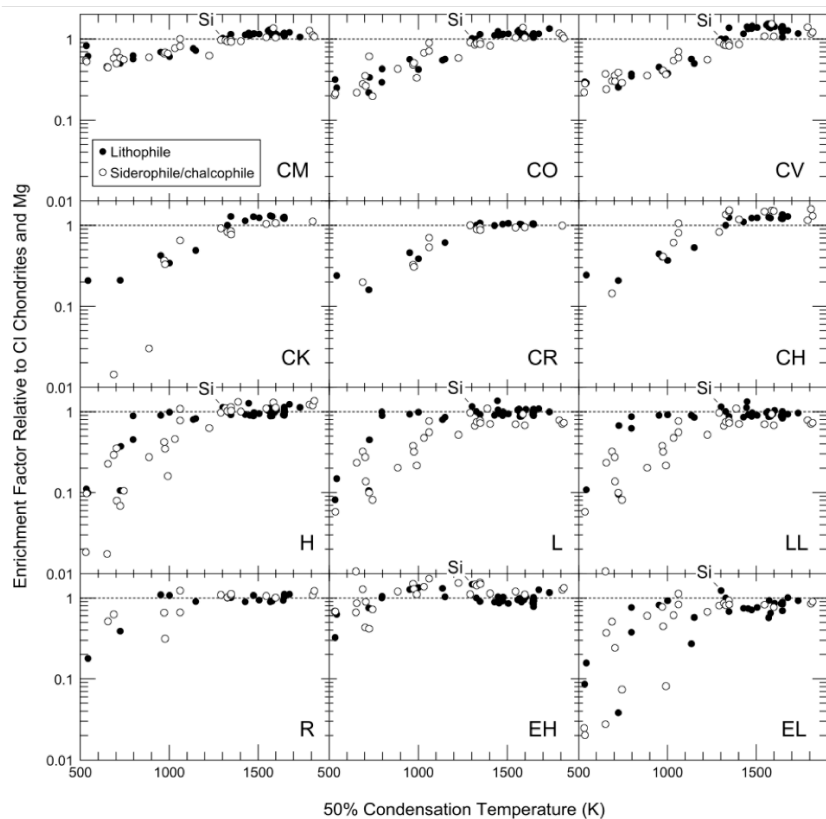 Enrichment Factor Relative to CI Chondrites and Mg
Si Si Si
1
0.1
0.01
Lithophile
Siderophile/chalcophile
CM CO CV
1
0.1
0.01
CK CR CH
Si Si Si
1
0.1
0.01
H L LL
Si Si
1
0.1
0.01
R EH EL
500 1000 1500 500 1000 1500 500 1000 1500
50% Condensation Temperature (K)